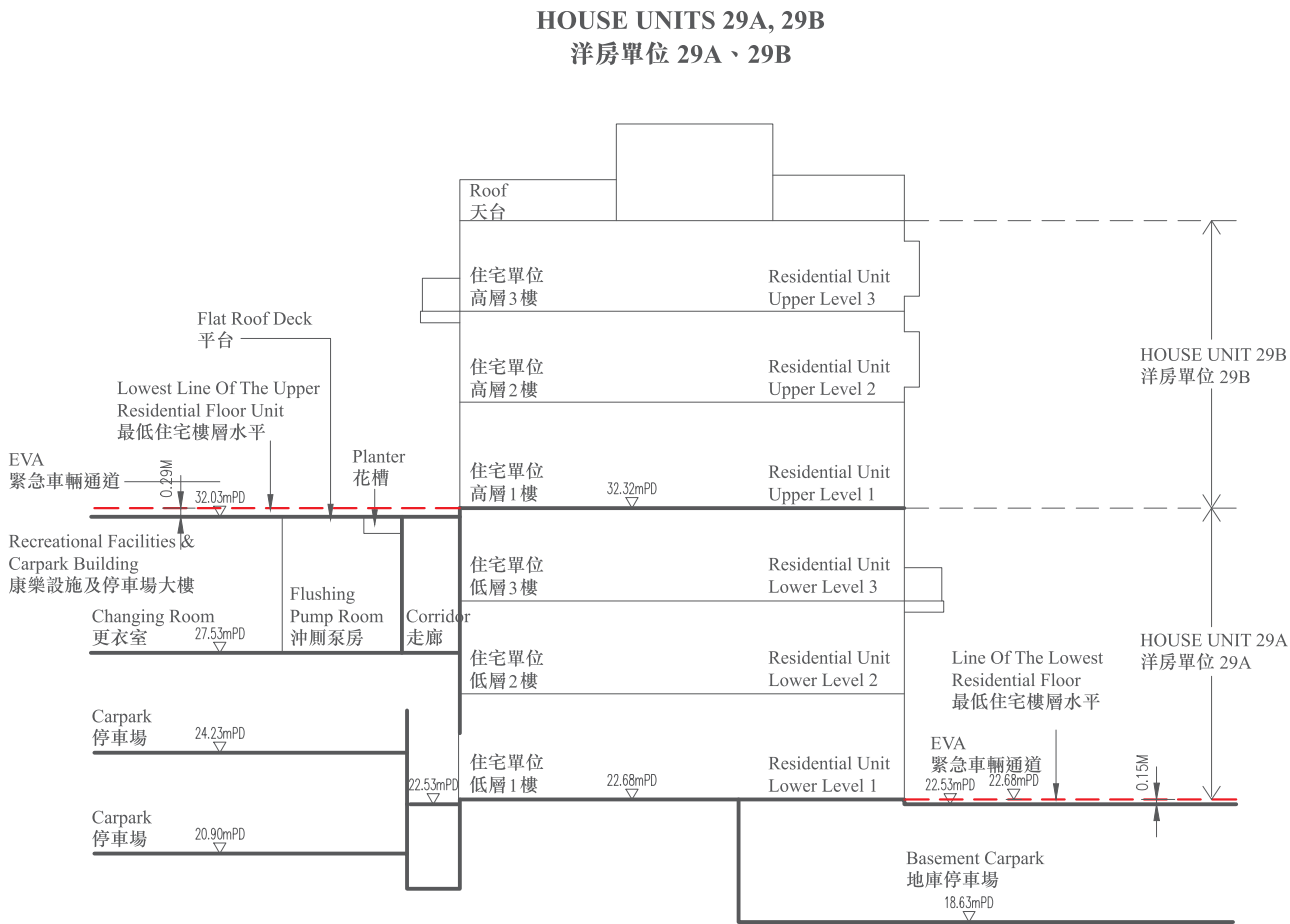 HOUSE UNITS 29A, 29B
洋房單位 29A、29B
Roof
天台
住宅單位
高層3樓
Residential Unit
Upper Level 3
Flat Roof Deck
平台
住宅單位
高層2樓
Residential Unit
Upper Level 2
HOUSE UNIT 29B
洋房單位 29B
Lowest Line Of The Upper
Residential Floor Unit
最低住宅樓層水平
EVA
緊急車輛通道
0.29M
32.03mPD
Planter
花槽
住宅單位
高層1樓
32.32mPD
Residential Unit
Upper Level 1
Recreational Facilities &
Carpark Building
康樂設施及停車場大樓
住宅單位
低層3樓
Residential Unit
Lower Level 3
Changing Room
更衣室
27.53mPD
Flushing
Pump Room
沖厠泵房
Corridor
走廊
住宅單位
低層2樓
Residential Unit
Lower Level 2
Line Of The Lowest
Residential Floor
最低住宅樓層水平
HOUSE UNIT 29A
洋房單位 29A
Carpark
停車場
24.23mPD
22.53mPD
住宅單位
低層1樓
22.68mPD
Residential Unit
Lower Level 1
EVA
緊急車輛通道
22.53mPD
22.68mPD
0.15M
Carpark
停車場
20.90mPD
Basement Carpark
地庫停車場
18.63mPD